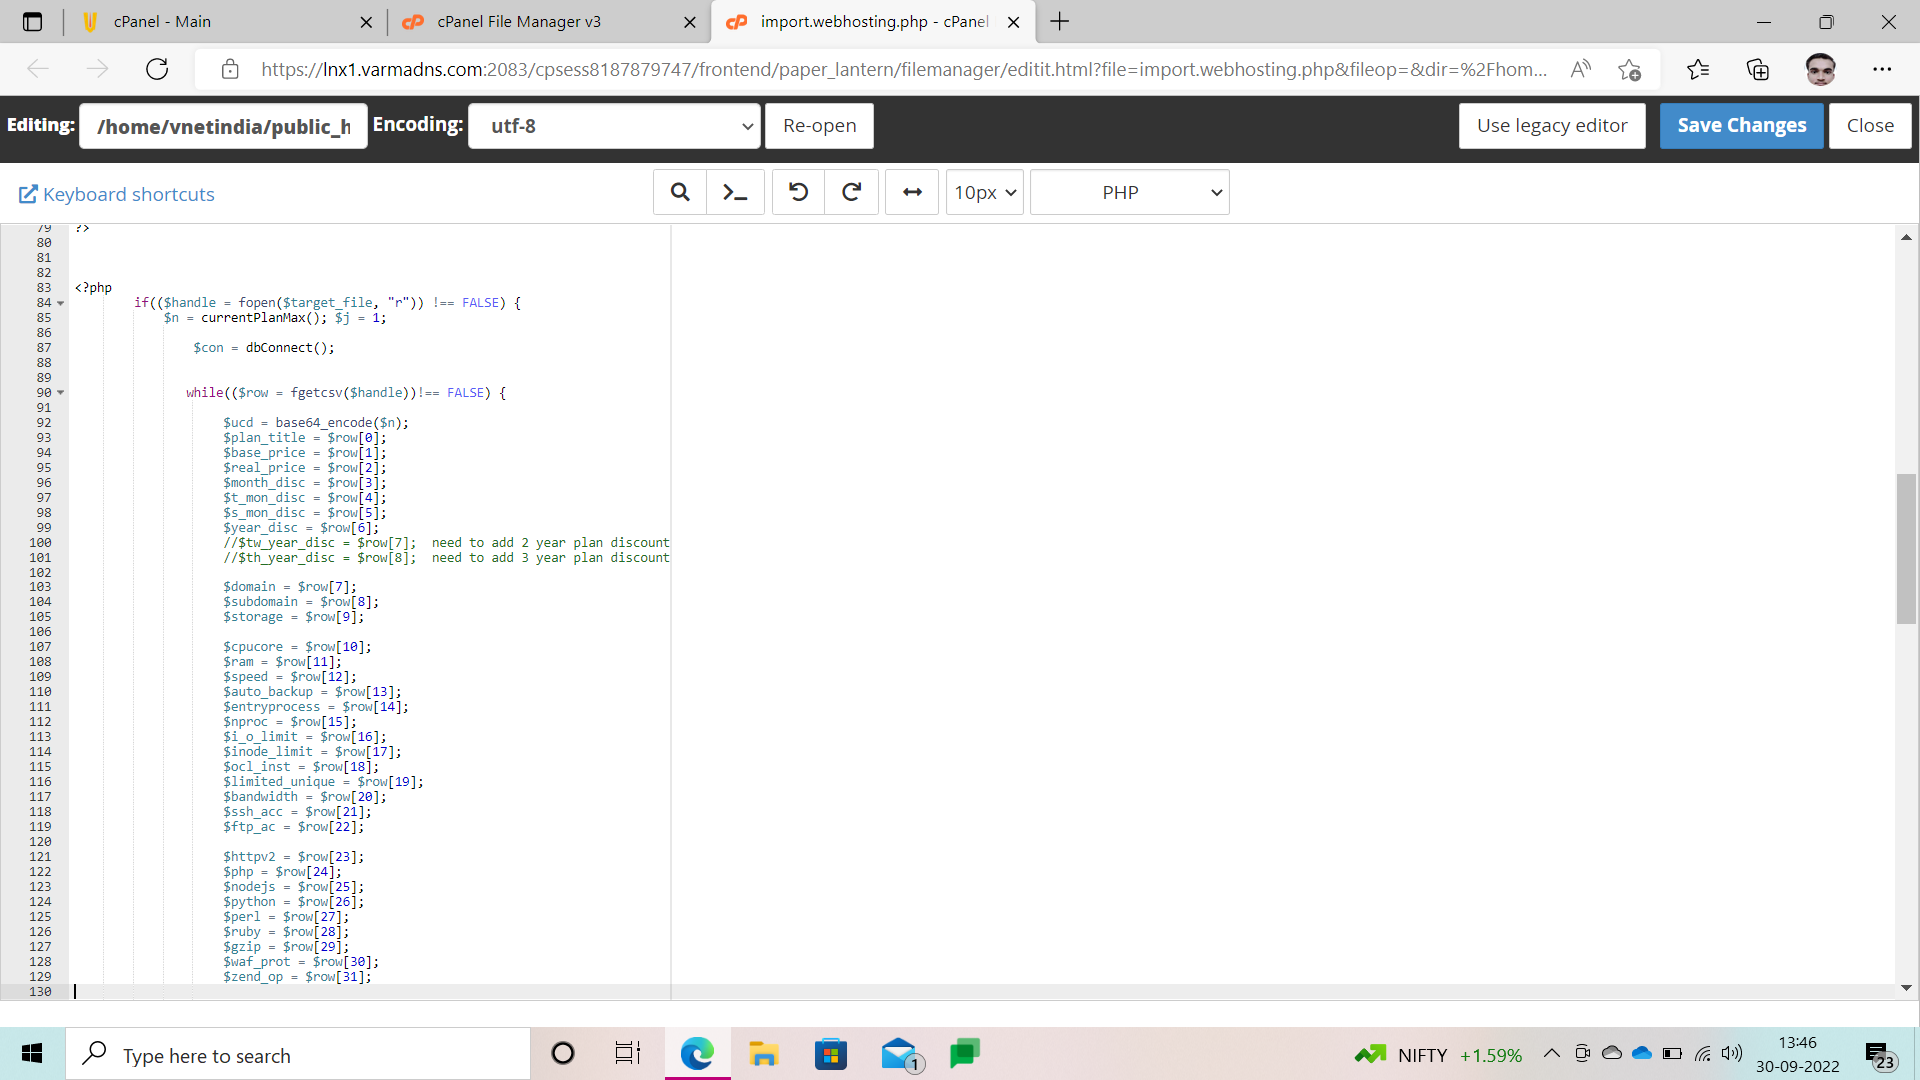 cPanel - Main
cPanel File Manager v3
import.webhosting.php - cPanel
https://lnx1.varmadns.com:2083/cpsess8187879747/frontend/paper_lantern/filemanager/editit.html?file=import.webhosting.php&fileop=&dir=%2Fhom...
Editing: /home/vnetindia/public_h Encoding: utf-8 Re-open Use legacy editor Save Changes Close
Keyboard shortcuts 10px PHP
79 ?>
80
81
82
83 <?php
84 if(($handle = fopen($target_file, "r")) !== FALSE) {
85 $n = currentPlanMax(); $j = 1;
86
87 $con = dbConnect();
88
89
90 while(($row = fgetcsv($handle))!== FALSE) {
91
92 $ucd = base64_encode($n);
93 $plan_title = $row[0];
94 $base_price = $row[1];
95 $real_price = $row[2];
96 $month_disc = $row[3];
97 $t_mon_disc = $row[4];
98 $s_mon_disc = $row[5];
99 $year_disc = $row[6];
100 //$tw_year_disc = $row[7];  need to add 2 year plan discount
101 //$th_year_disc = $row[8];  need to add 3 year plan discount
102
103 $domain = $row[7];
104 $subdomain = $row[8];
105 $storage = $row[9];
106
107 $cpucore = $row[10];
108 $ram = $row[11];
109 $speed = $row[12];
110 $auto_backup = $row[13];
111 $entryprocess = $row[14];
112 $nproc = $row[15];
113 $i_o_limit = $row[16];
114 $inode_limit = $row[17];
115 $ocl_inst = $row[18];
116 $limited_unique = $row[19];
117 $bandwidth = $row[20];
118 $ssh_acc = $row[21];
119 $ftp_ac = $row[22];
120
121 $httpv2 = $row[23];
122 $php = $row[24];
123 $nodejs = $row[25];
124 $python = $row[26];
125 $perl = $row[27];
126 $ruby = $row[28];
127 $gzip = $row[29];
128 $waf_prot = $row[30];
129 $zend_op = $row[31];
130
Type here to search
1
NIFTY +1.59%
13:46
30-09-2022
23